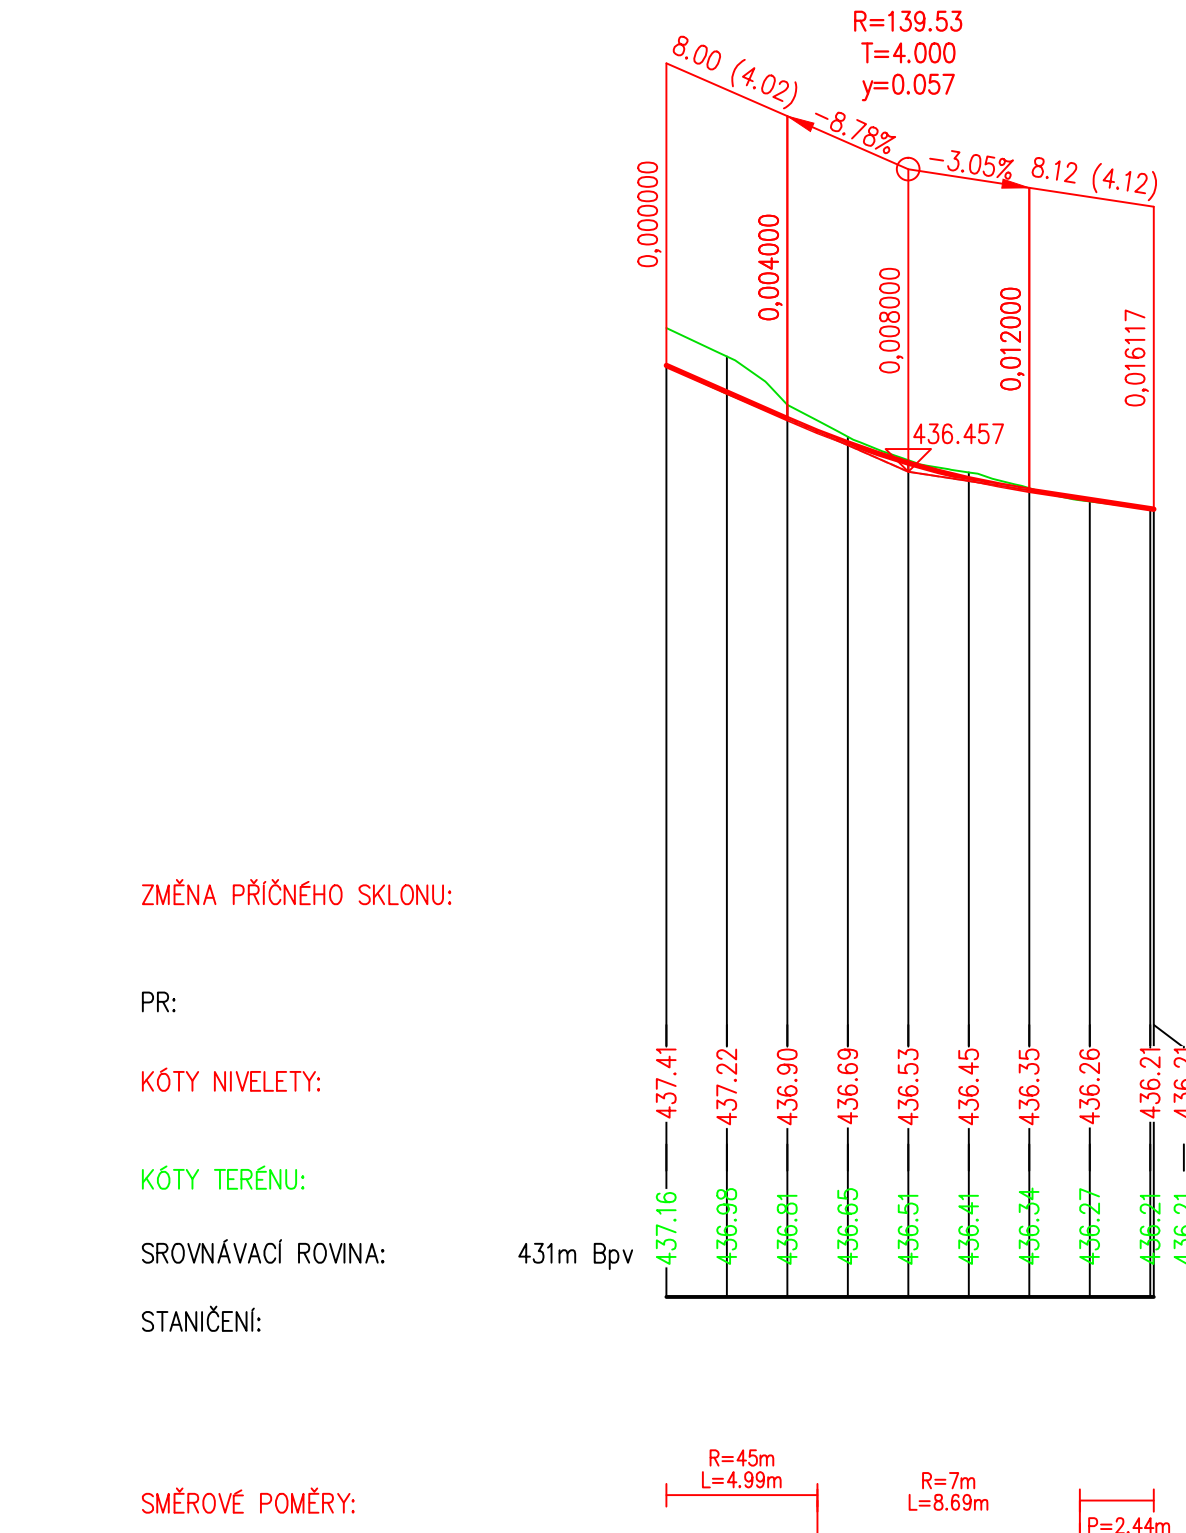 R=139.53
T=4.000
y=0.057
8.00 (4.02)
-8.78%
-3.05%
8.12 (4.12)
0,000000
0,004000
0,008000
0,012000
0,016117
436.457
ZMĚNA PŘÍČNÉHO SKLONU:
PR:
KÓTY NIVELETY:
437.41
437.22
436.90
436.69
436.53
436.45
436.35
436.26
436.21
436.21
KÓTY TERÉNU:
437.16
436.98
436.81
436.65
436.51
436.41
436.34
436.27
436.21
436.21
SROVNÁVACÍ ROVINA: 431m Bpv
STANIČENÍ:
SMĚROVÉ POMĚRY:
R=45m
L=4.99m
R=7m
L=8.69m
P=2.44m